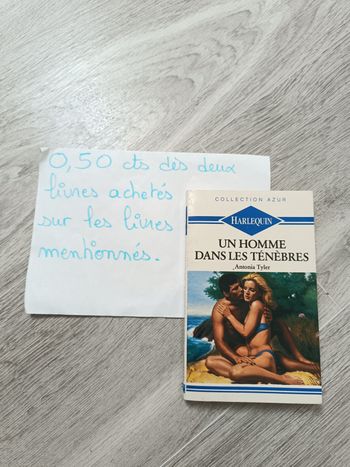 0,50 cts dès deux
livres achetés
sur les livres
mentionnés.
COLLECTION AZUR
HARLEQUIN
UN HOMME
DANS LES TÉNÈBRES
Antonia Tyler